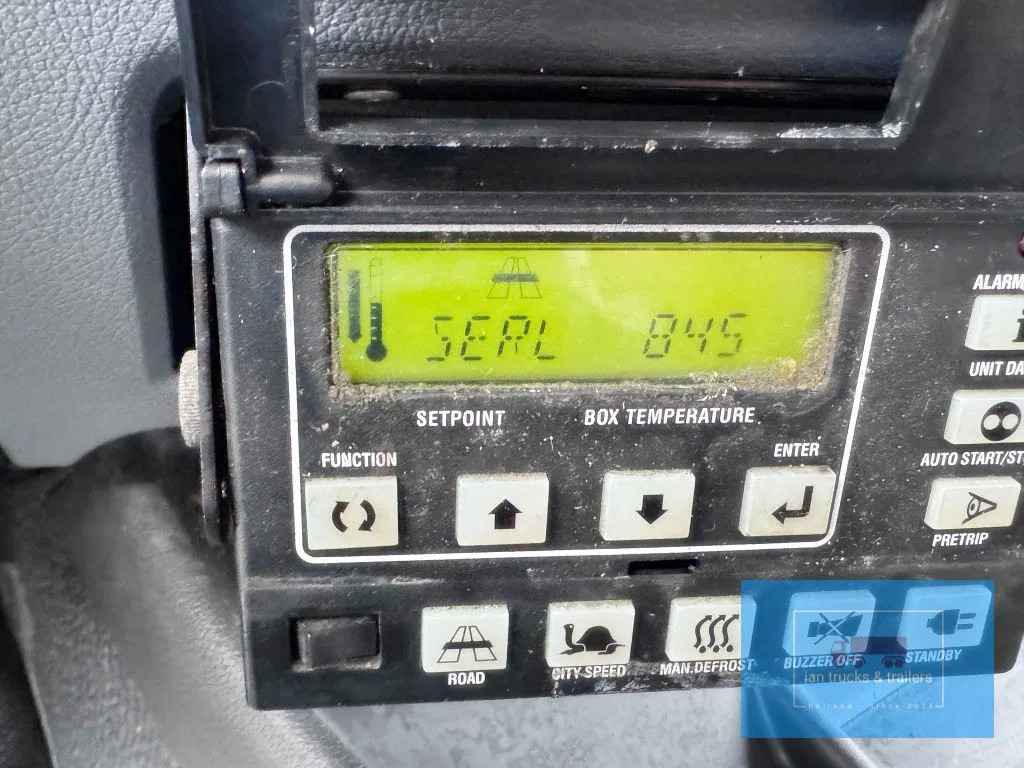 SERL 845
SETPOINT BOX TEMPERATURE
ALARM
UNIT DA
FUNCTION
ENTER
AUTO START/ST
PRETRIP
ROAD
CITY SPEED
MAN.DEFROST
BUZZER OFF
STANDBY
ian trucks & trailers